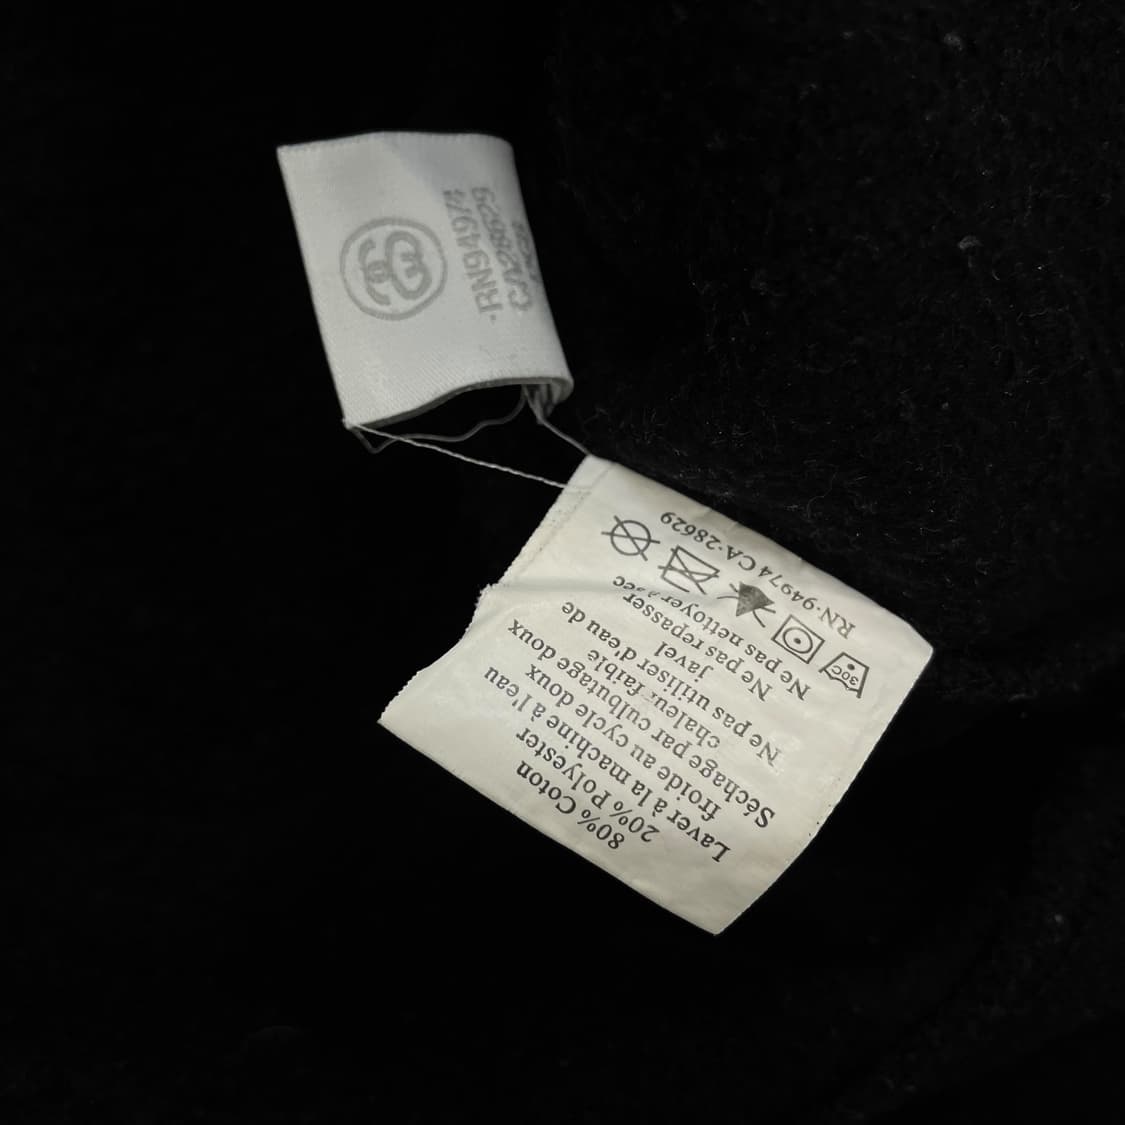 RN94974
CA28629
80% Coton
20% Polyester
Laver à la machine à l'eau
froide au cycle doux
Séchage par culbutage doux
chaleur faible
Ne pas utiliser d'eau de
javel
Ne pas repasser
Ne pas nettoyer à sec
30C
RN·94974 CA·28629